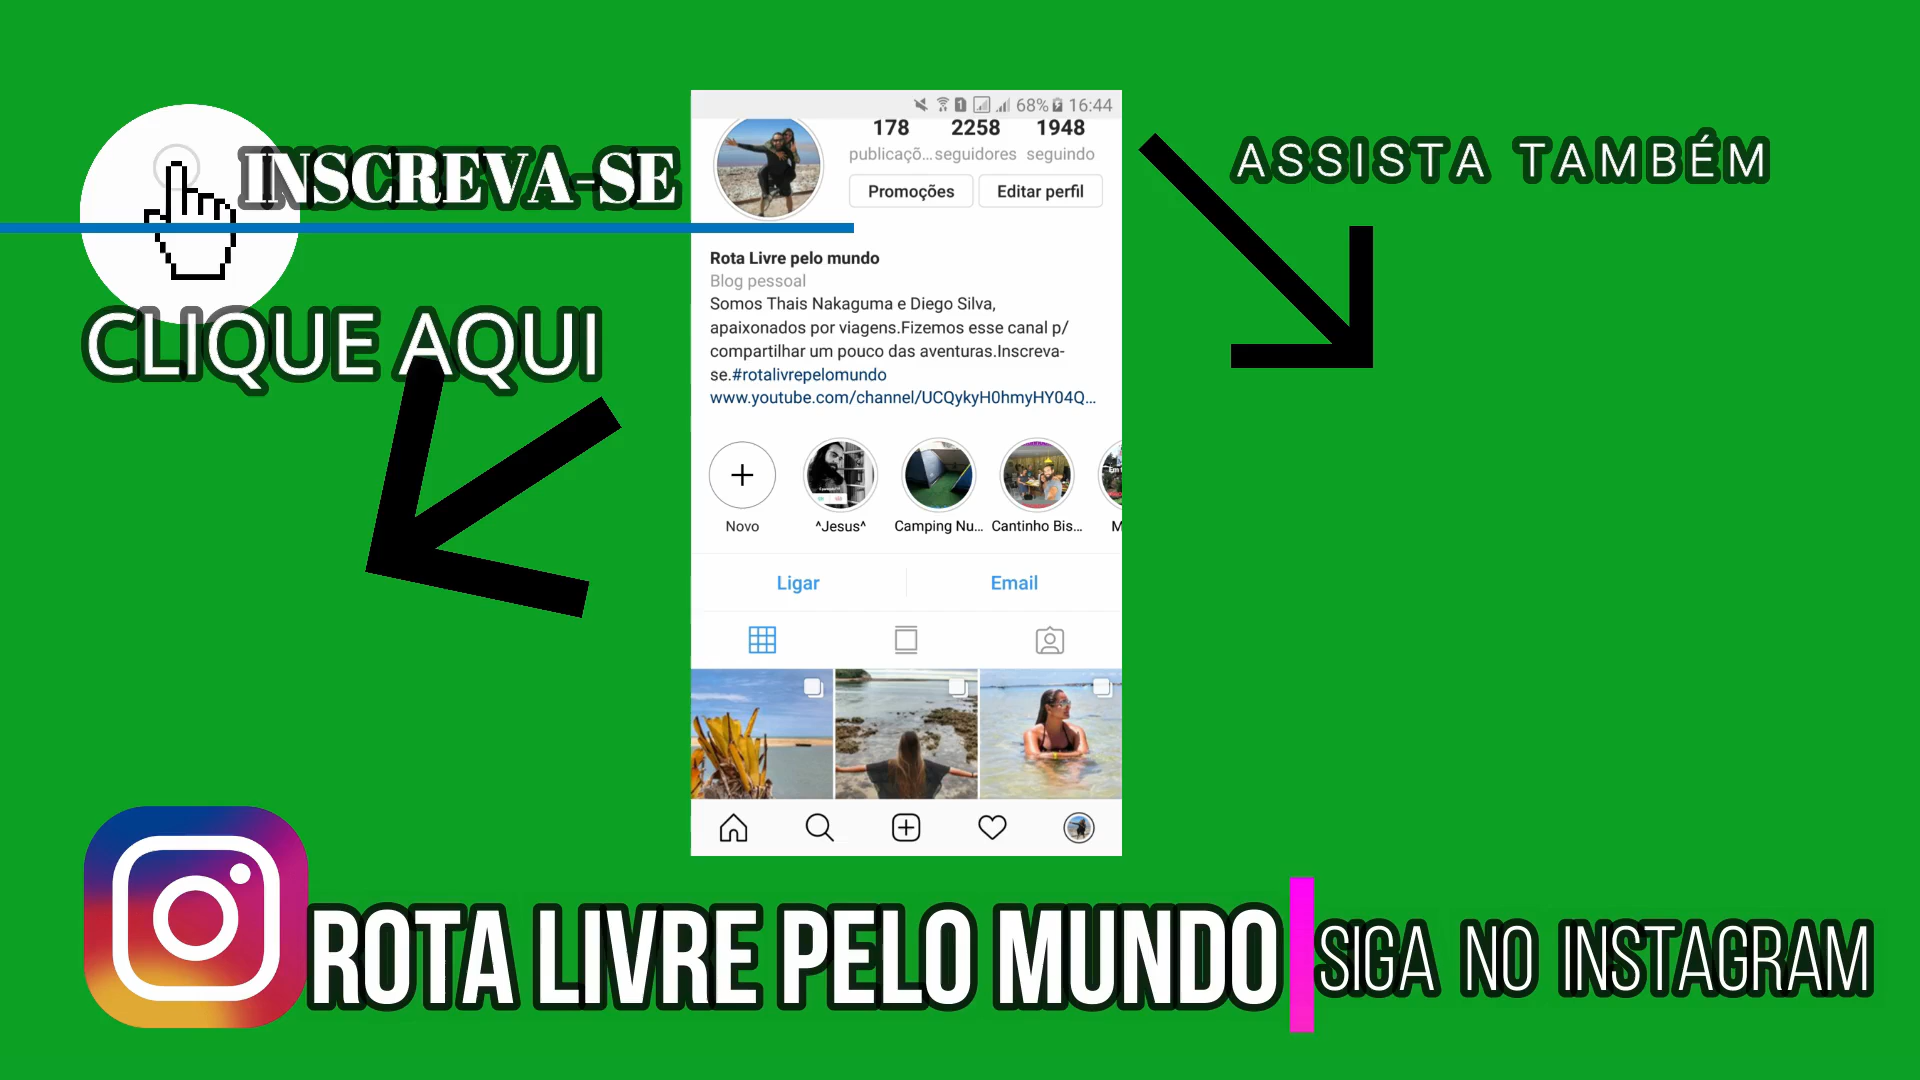 INSCREVA-SE
CLIQUE AQUI
1 68% 16:44
178 2258 1948
publicaçõ... seguidores seguindo
Promoções Editar perfil
Rota Livre pelo mundo
Blog pessoal
Somos Thais Nakaguma e Diego Silva,
apaixonados por viagens.Fizemos esse canal p/
compartilhar um pouco das aventuras.Inscreva-
se.#rotalivrepelomundo
www.youtube.com/channel/UCQykyH0hmyHY04Q...
Novo ^Jesus^ Camping Nu... Cantinho Bis... M
Ligar Email
ASSISTA TAMBÉM
ROTA LIVRE PELO MUNDO
SIGA NO INSTAGRAM